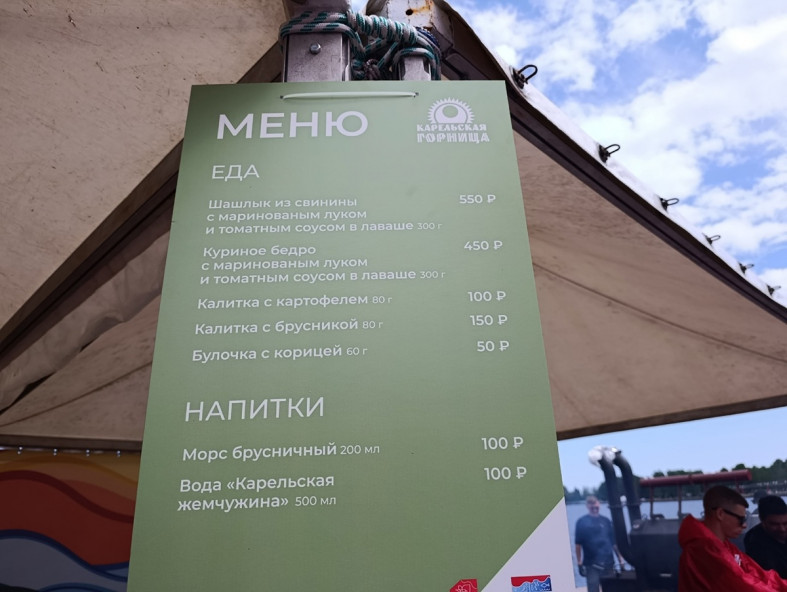 МЕНЮ
КАРЕЛЬСКАЯ
ГОРНИЦА
ЕДА
Шашлык из свинины 550 ₽
с маринованым луком
и томатным соусом в лаваше 300 г
Куриное бедро 450 ₽
с маринованым луком
и томатным соусом в лаваше 300 г
Калитка с картофелем 80 г 100 ₽
Калитка с брусникой 80 г 150 ₽
Булочка с корицей 60 г 50 ₽
НАПИТКИ
Морс брусничный 200 мл 100 ₽
Вода «Карельская 100 ₽
жемчужина» 500 мл